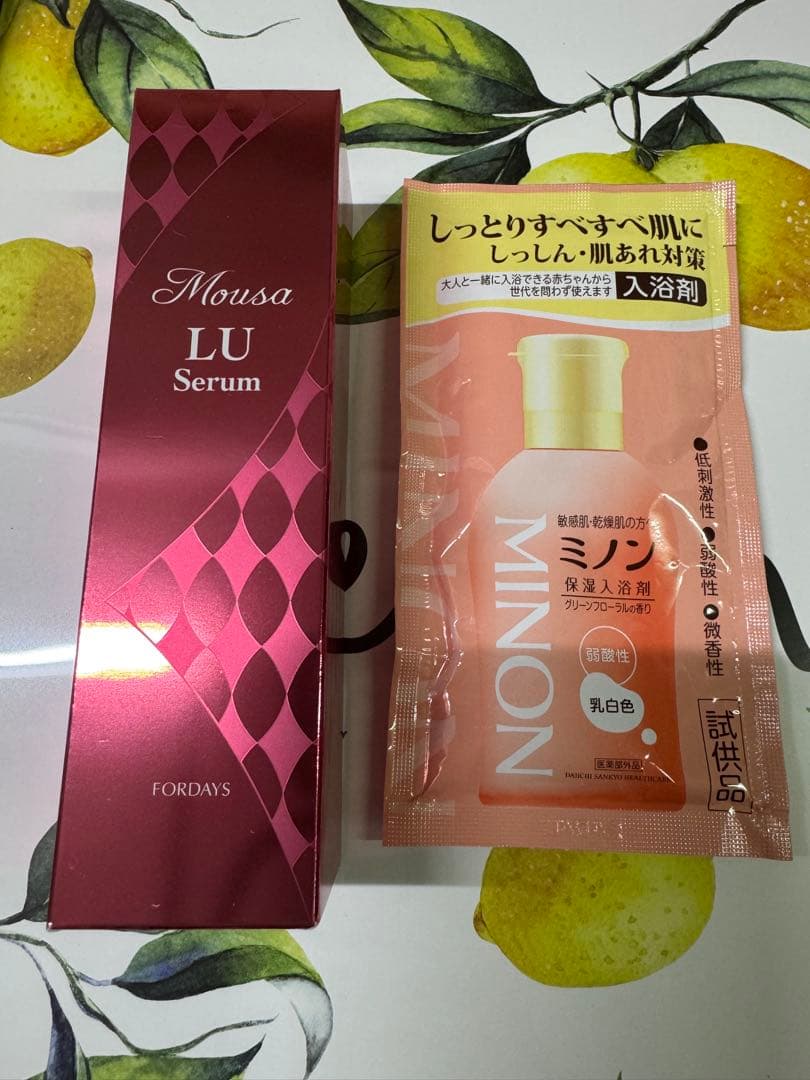 Mousa
LU
Serum
FORDAYS
しっとりすべすべ肌に
しっしん・肌あれ対策
大人と一緒に入浴できる赤ちゃんから
世代を問わず使えます
入浴剤
MINON
敏感肌・乾燥肌の方へ
ミノン
保湿入浴剤
グリーンフローラルの香り
弱酸性
乳白色
MINON
医薬部外品
DAIICHI SANKYO HEALTHCARE
●低刺激性
●弱酸性
●微香性
試供品